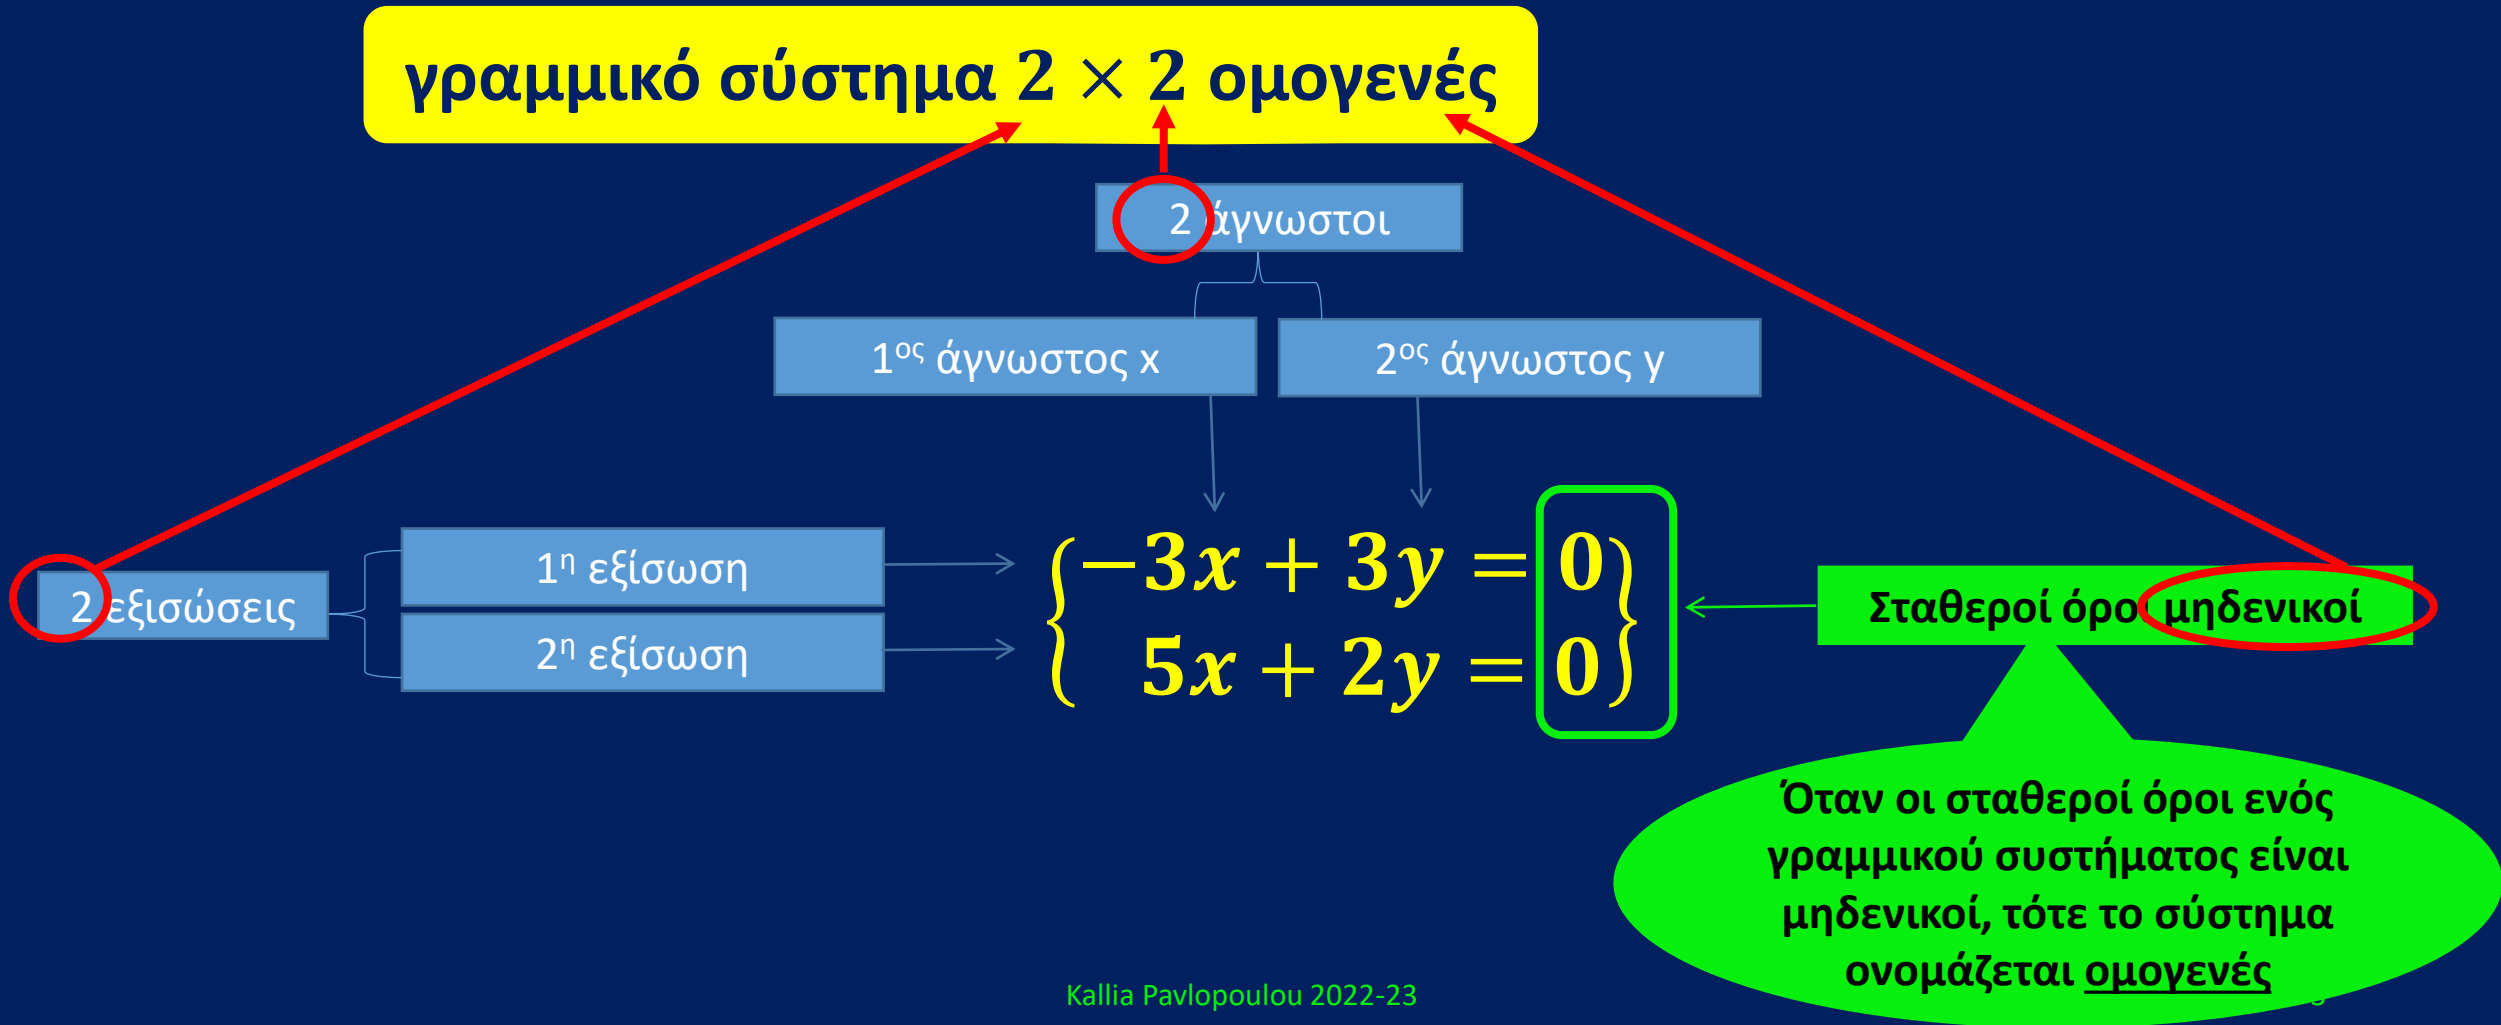 γραμμικό σύστημα 2 × 2 ομογενές
2 άγνωστοι
1ος άγνωστος x
2ος άγνωστος y
2 εξισώσεις
1η εξίσωση
2η εξίσωση
−3x + 3y = 0
5x + 2y = 0
Σταθεροί όροι μηδενικοί
Όταν οι σταθεροί όροι ενός
γραμμικού συστήματος είναι
μηδενικοί, τότε το σύστημα
ονομάζεται ομογενές
Kallia Pavlopoulou 2022-23